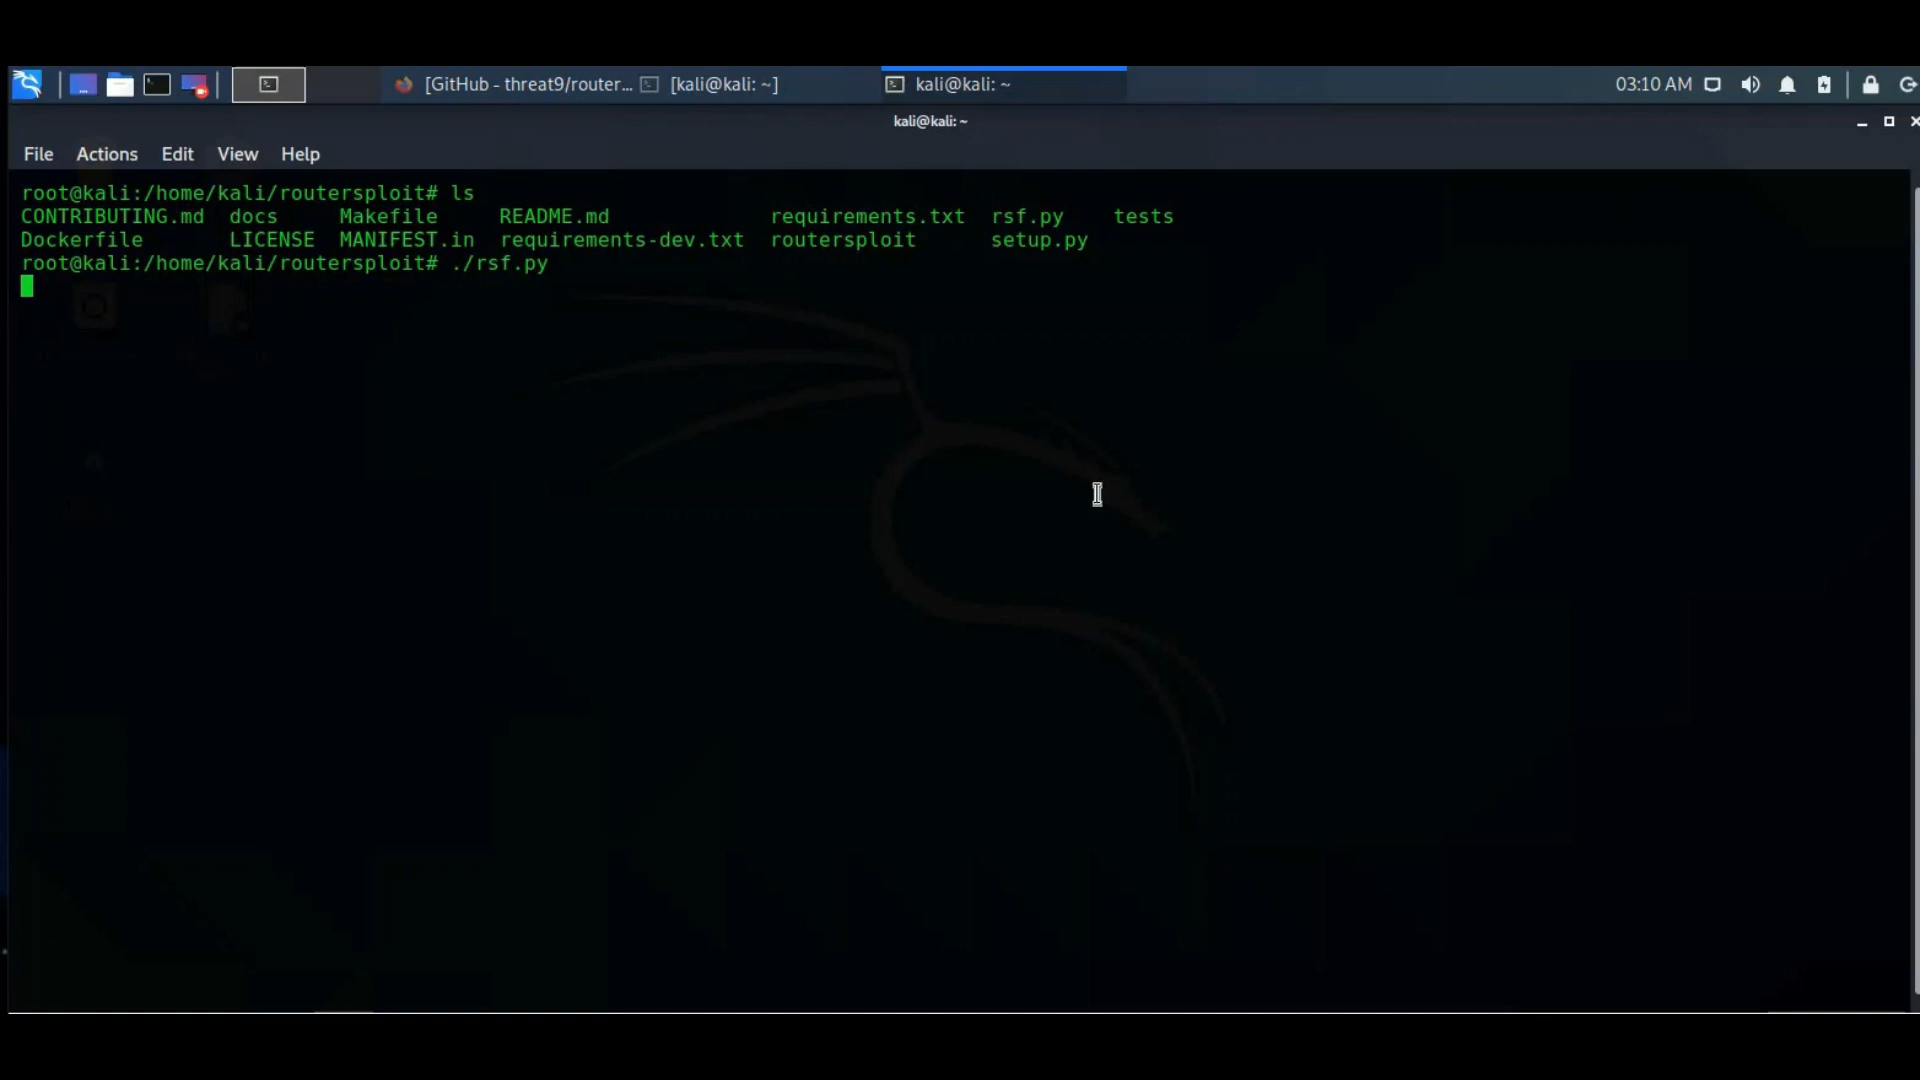 [GitHub - threat9/router... [kali@kali: ~] kali@kali: ~ 03:10 AM
kali@kali: ~
File Actions Edit View Help
root@kali:/home/kali/routersploit# ls
CONTRIBUTING.md docs Makefile README.md requirements.txt rsf.py tests
Dockerfile LICENSE MANIFEST.in requirements-dev.txt routersploit setup.py
root@kali:/home/kali/routersploit# ./rsf.py